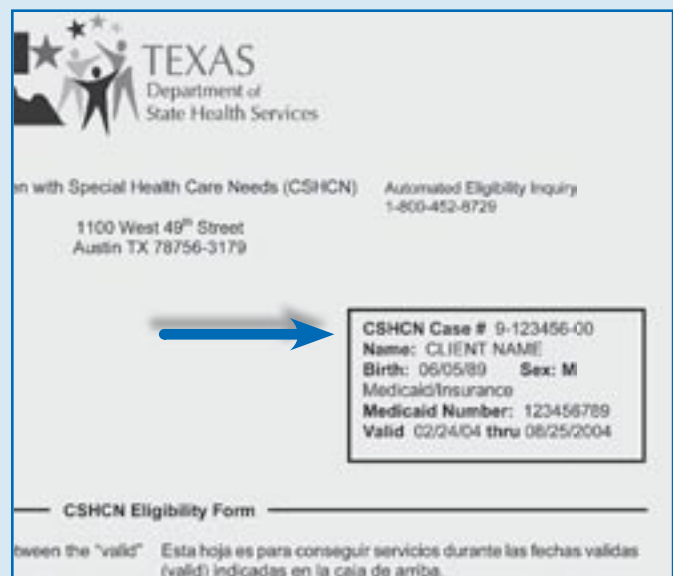 TEXAS
Department of
State Health Services
en with Special Health Care Needs (CSHCN)
1100 West 49th Street
Austin TX 78756-3179
Automated Eligibility Inquiry
1-800-452-8729
CSHCN Case # 9-123456-00
Name: CLIENT NAME
Birth: 06/05/89 Sex: M
Medicaid/Insurance
Medicaid Number: 123456789
Valid 02/24/04 thru 08/25/2004
CSHCN Eligibility Form
tween the "valid"
Esta hoja es para conseguir servicios durante las fechas validas
(valid) indicadas en la caja de arriba.